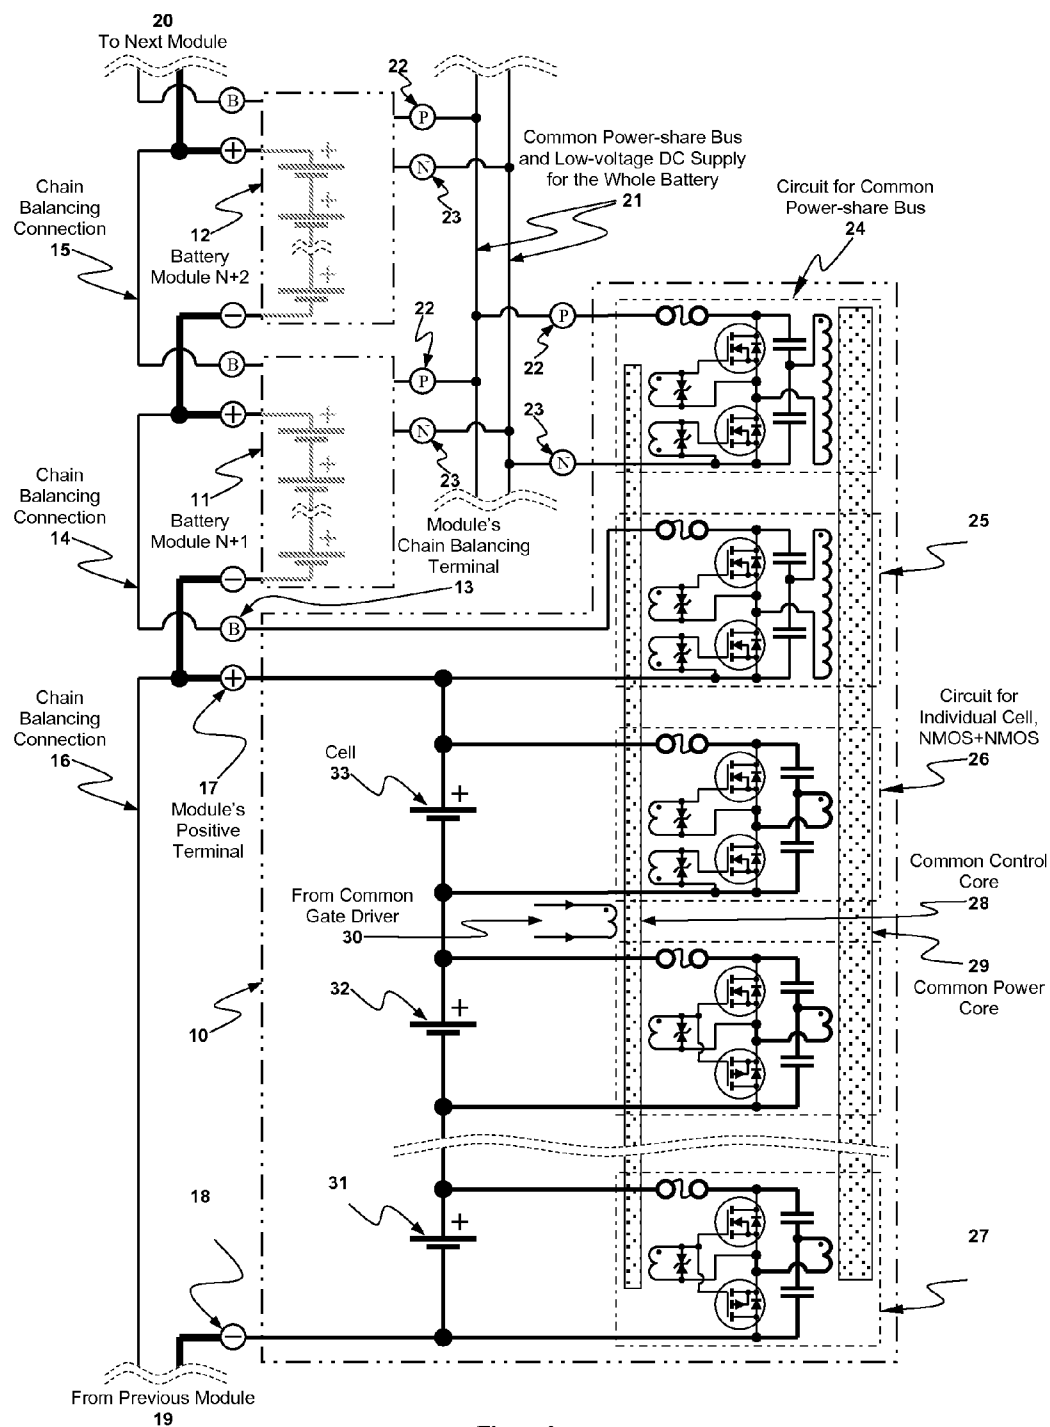 20
To Next Module
B
22
P
Common Power-share Bus
and Low-voltage DC Supply
for the Whole Battery
21
+
+
N
23
Chain
Balancing
Connection
15
12
Battery
Module N+2
+
+
Circuit for Common
Power-share Bus
24
−
22
P
22
B
P
+
+
N
23
23
N
Chain
Balancing
Connection
14
11
Battery
Module N+1
+
+
Module's
Chain Balancing
Terminal
13
25
−
B
+
Chain
Balancing
Connection
16
17
Module's
Positive
Terminal
Cell
33
+
Circuit for
Individual Cell,
NMOS+NMOS
26
From Common
Gate Driver
30
Common Control
Core
28
29
Common Power
Core
10
32
+
18
31
+
27
−
From Previous Module
19